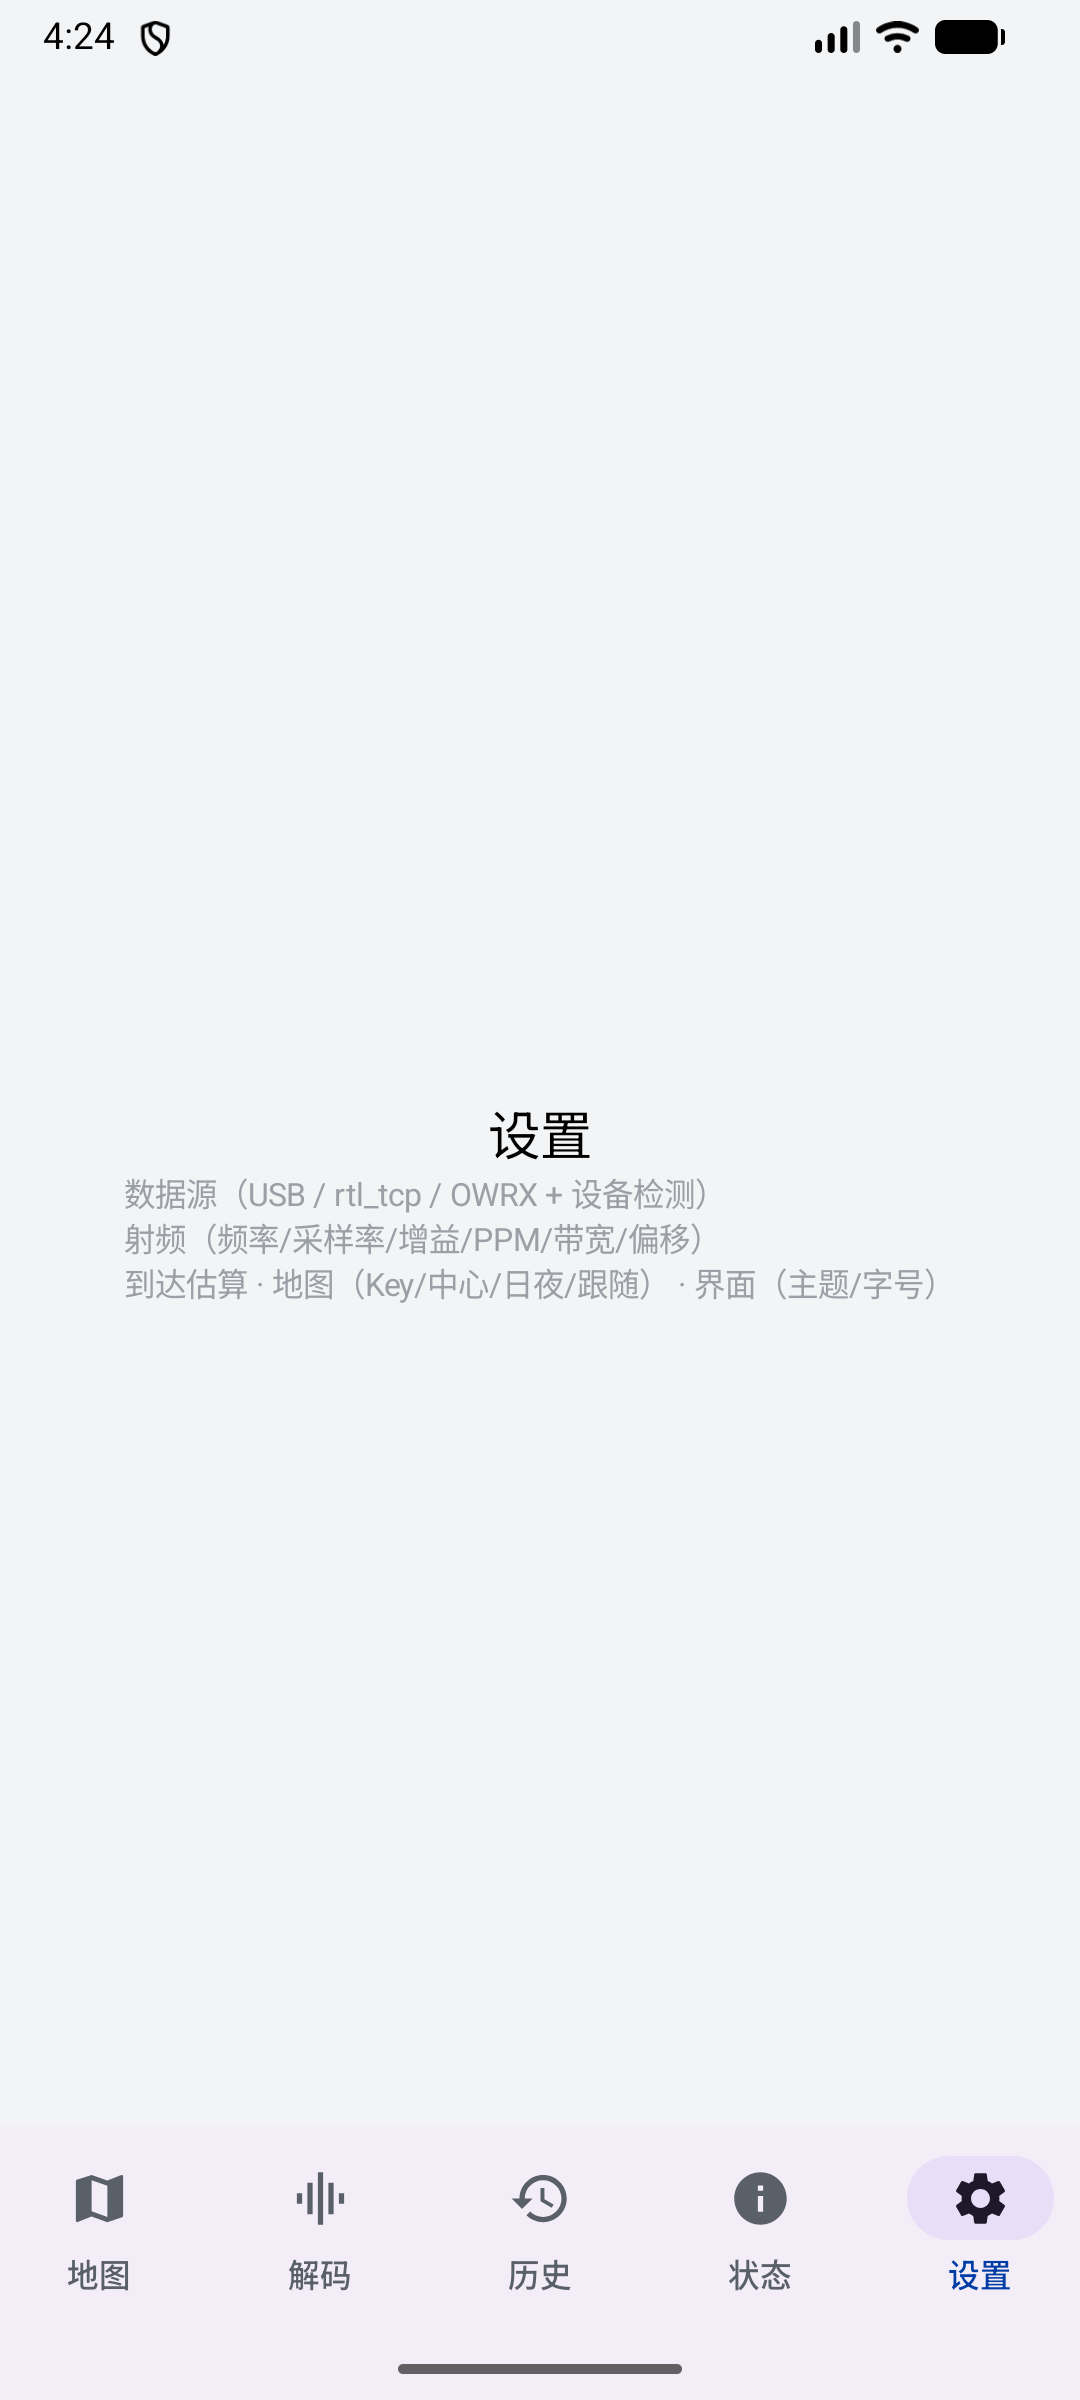 4:24
设置
数据源（USB / rtl_tcp / OWRX + 设备检测）
射频（频率/采样率/增益/PPM/带宽/偏移）
到达估算 · 地图（Key/中心/日夜/跟随） · 界面（主题/字号）
地图
解码
历史
状态
设置